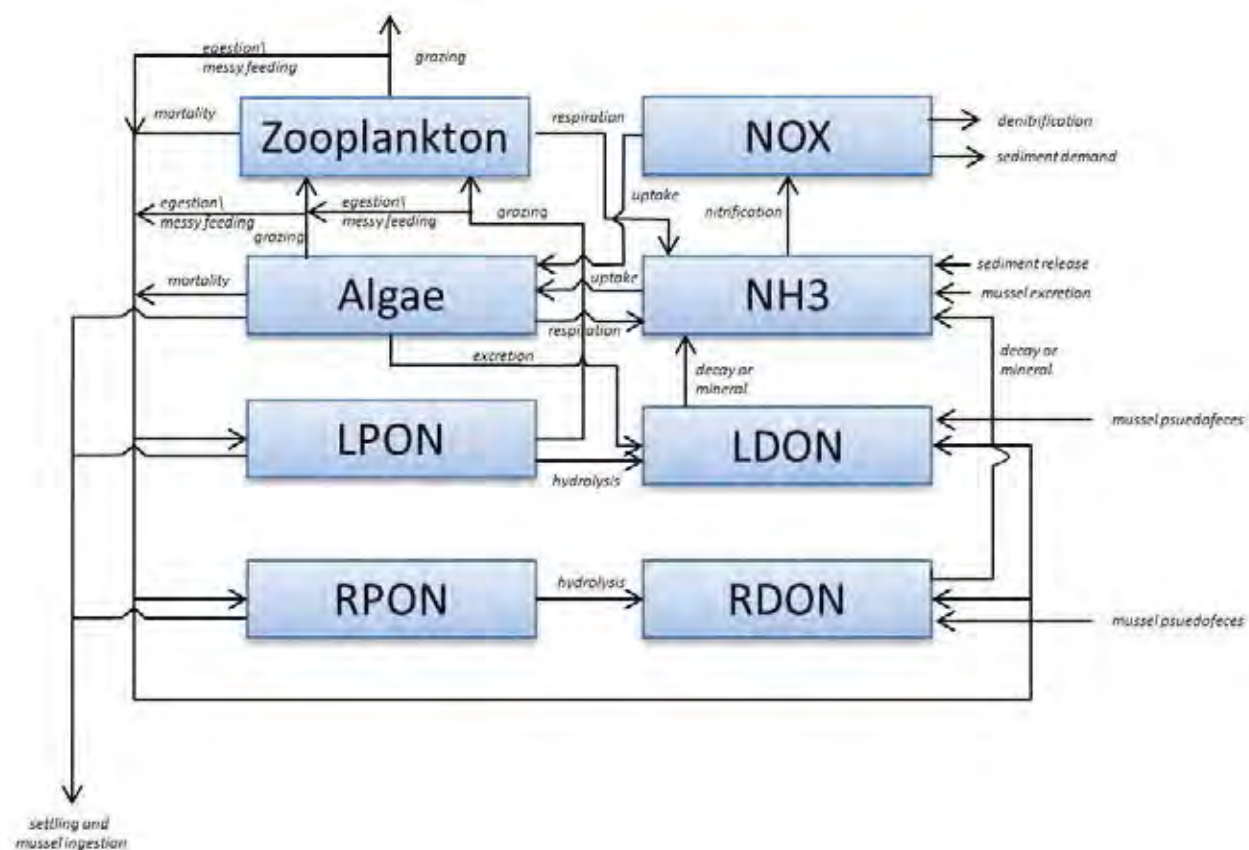 egestion\
messy feeding
grazing
mortality
Zooplankton
respiration
NOX
denitrification
sediment demand
egestion\
messy feeding
grazing
egestion\
messy feeding
grazing
uptake
nitrification
mortality
Algae
uptake
respiration
NH3
sediment release
mussel excretion
excretion
decay or
mineral
decay or
mineral
LPON
hydrolysis
LDON
mussel psuedofeces
RPON
hydrolysis
RDON
mussel psuedofeces
settling and
mussel ingestion